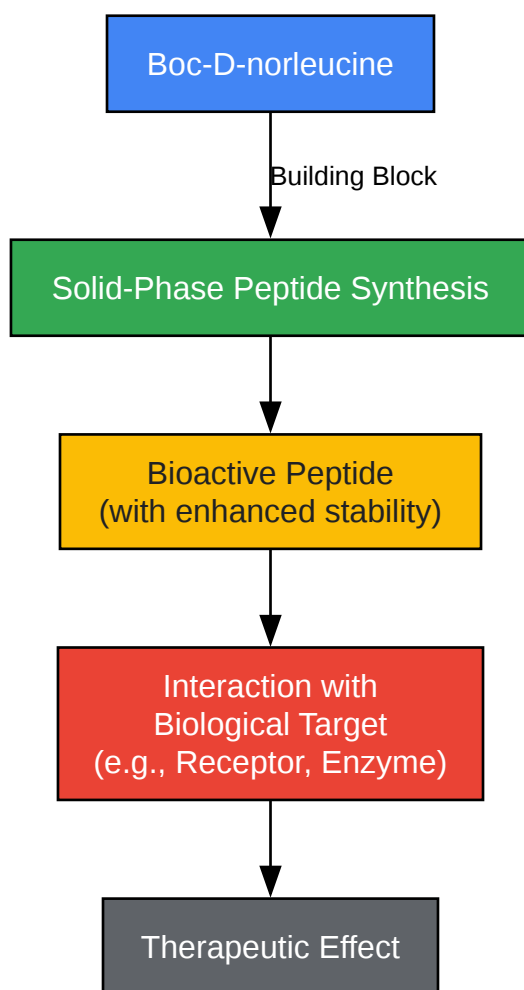 Boc-D-norleucine
Building Block
Solid-Phase Peptide Synthesis
Bioactive Peptide
(with enhanced stability)
Interaction with
Biological Target
(e.g., Receptor, Enzyme)
Therapeutic Effect